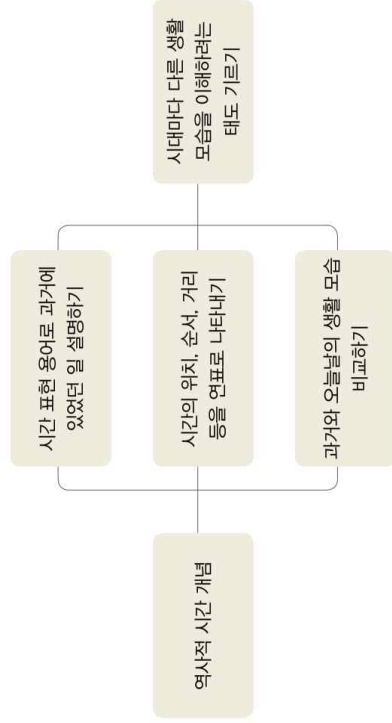 역사적 시간 개념
시간 표현 용어로 과거에
있었던 일 설명하기
시간의 위치, 순서, 거리
등을 연표로 나타내기
과거와 오늘날의 생활 모습
비교하기
시대마다 다른 생활
모습을 이해하려는
태도 기르기